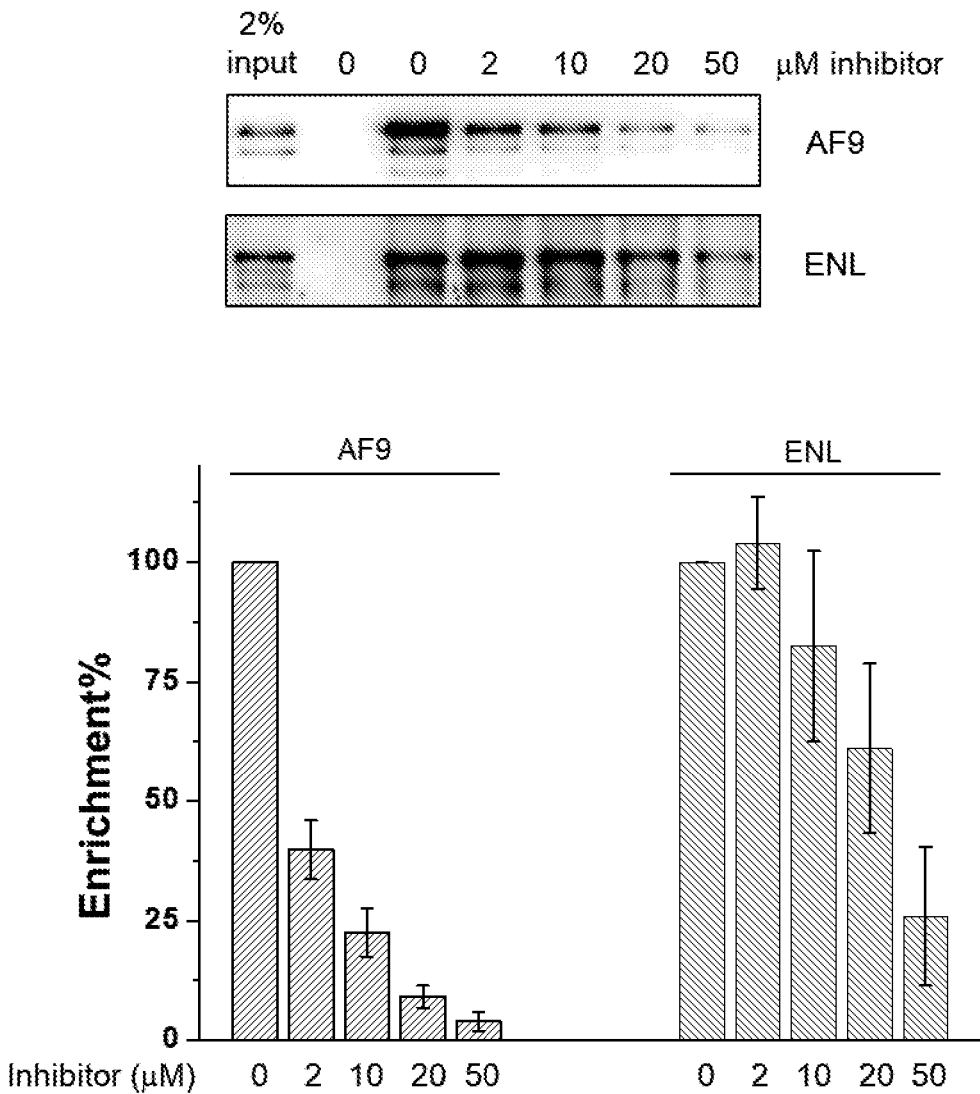 2%
input 0 0 2 10 20 50 μM inhibitor
AF9
ENL
AF9 ENL
100
75
50
25
0
Enrichment%
Inhibitor (μM) 0 2 10 20 50 0 2 10 20 50